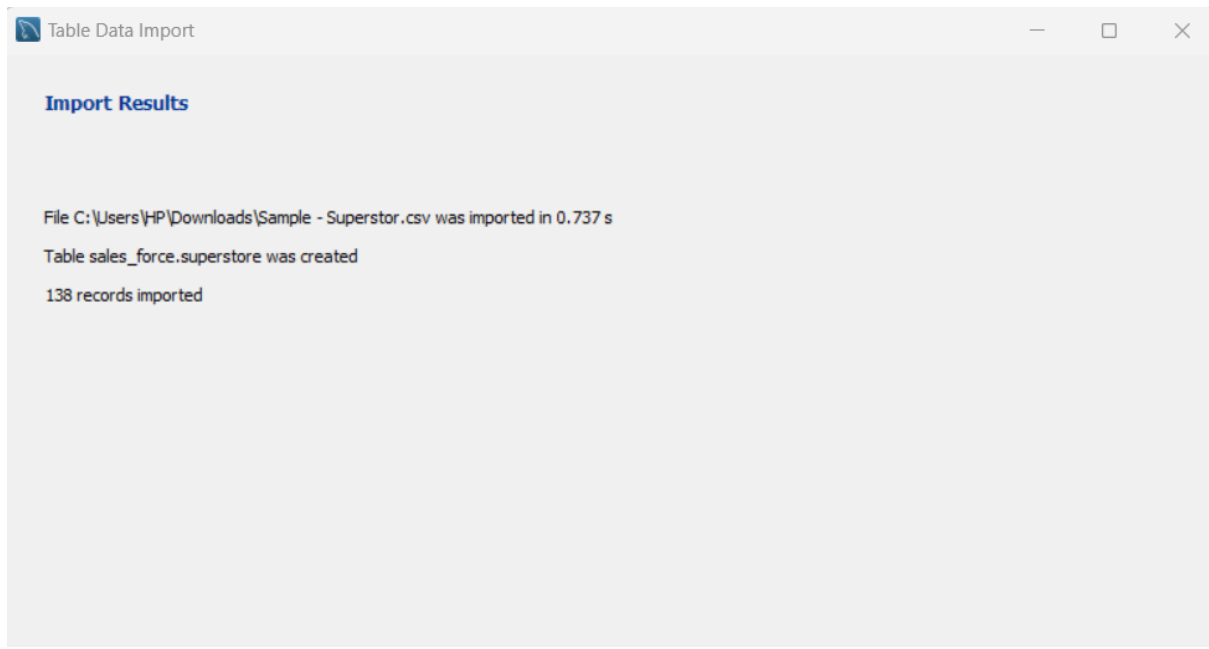 Table Data Import
Import Results
File C:\Users\HP\Downloads\Sample - Superstor.csv was imported in 0.737 s
Table sales_force.superstore was created
138 records imported